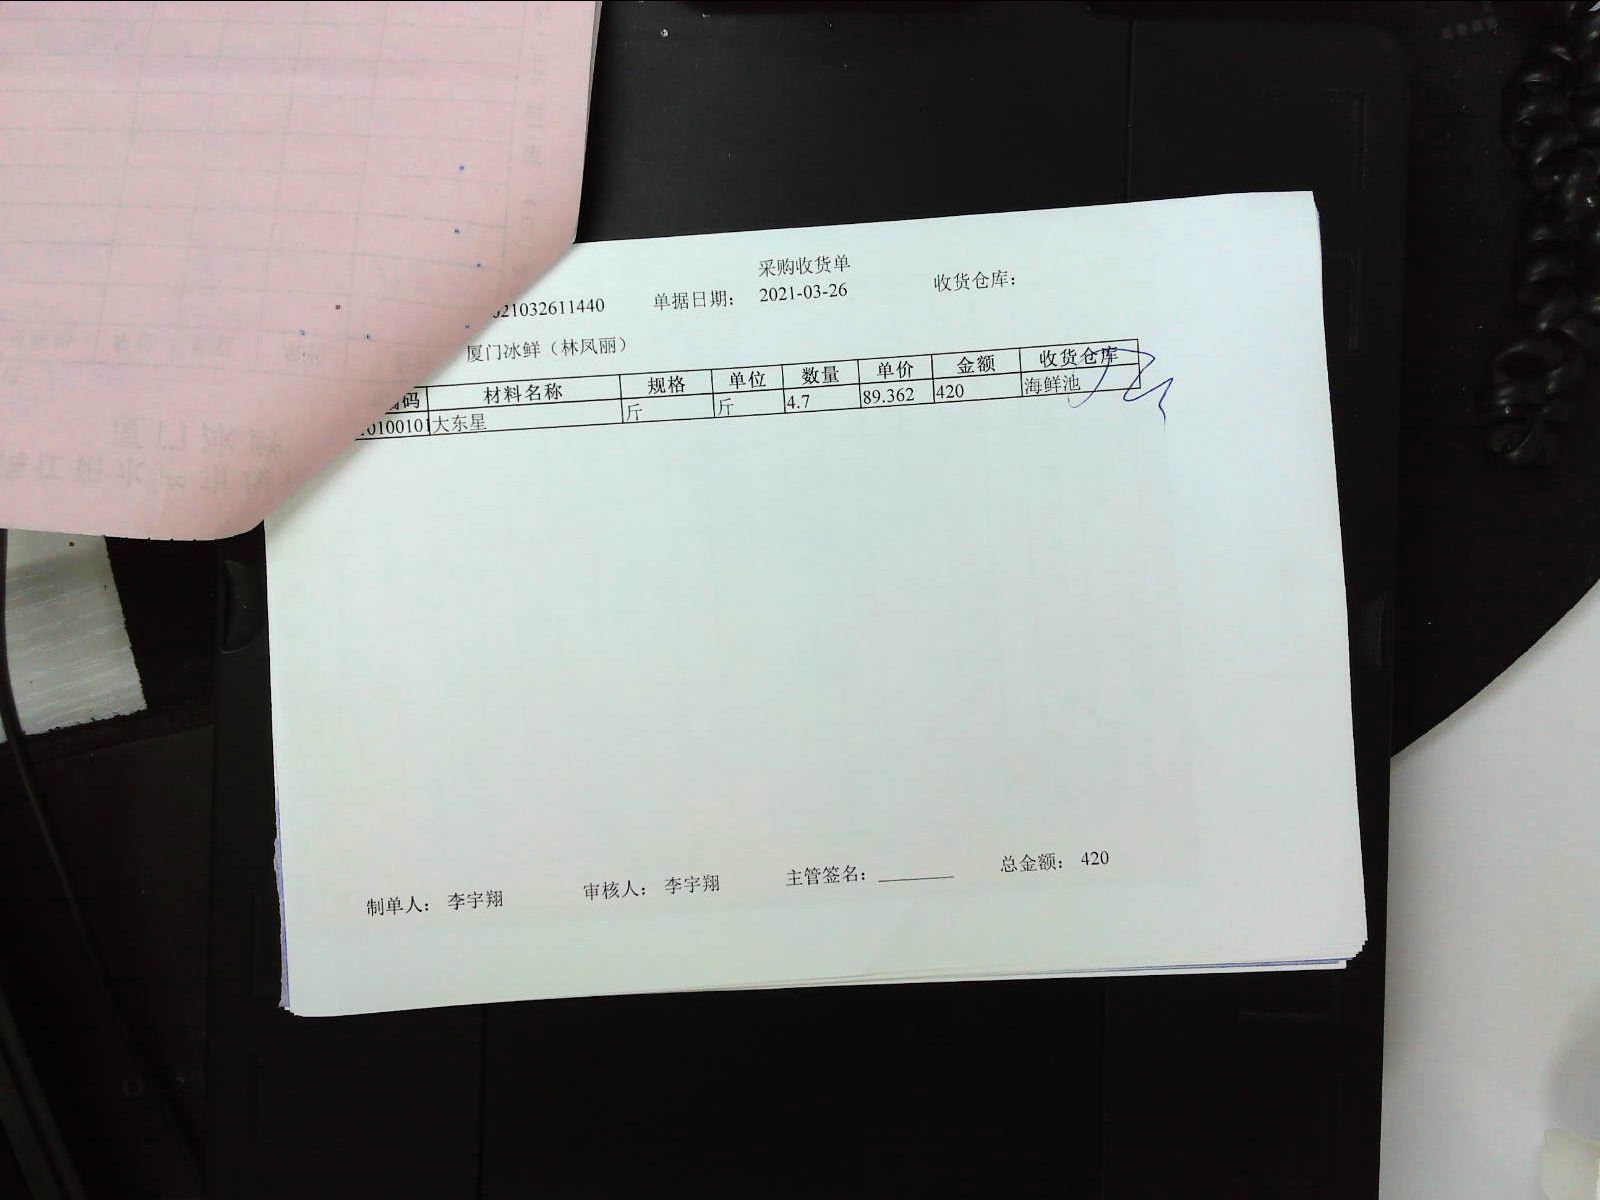 采购收货单
021032611440 单据日期： 2021-03-26 收货仓库：
厦门冰鲜（林凤丽）
编码 材料名称 规格 单位 数量 单价 金额 收货仓库
0100101 大东星 斤 斤 4.7 89.362 420 海鲜池
制单人： 李宇翔 审核人： 李宇翔 主管签名： 总金额： 420